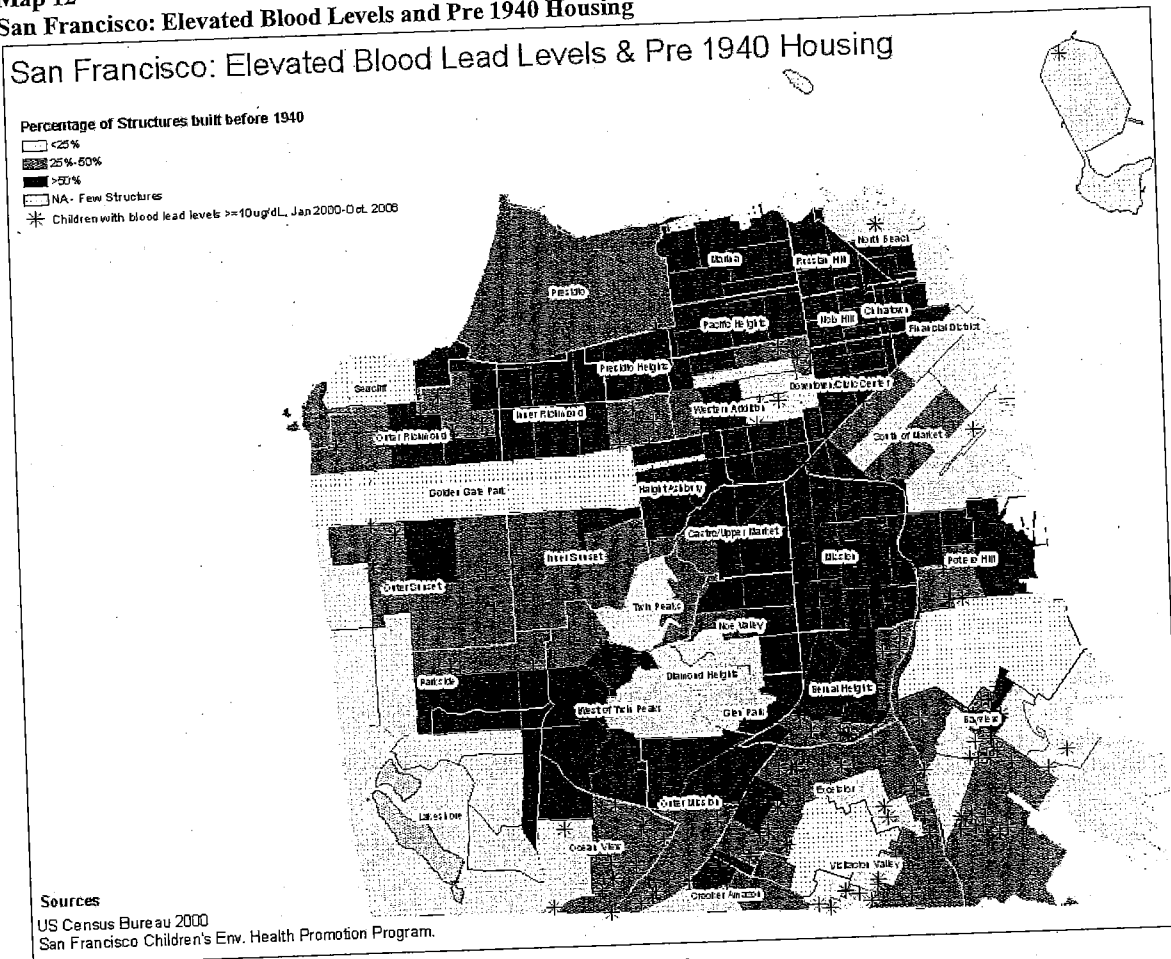 Map 12
San Francisco: Elevated Blood Levels and Pre 1940 Housing
San Francisco: Elevated Blood Lead Levels & Pre 1940 Housing
Percentage of Structures built before 1940
<25%
25%-50%
>50%
NA - Few Structures
Children with blood lead levels >=10ug/dL, Jan 2000-Oct. 2006
North Beach
Marina
Russian Hill
Presidio
Chinatown
Nob Hill
Pacific Heights
Financial District
Presidio Heights
Seacliff
Downtown/Civic Center
Western Addition
Inner Richmond
Outer Richmond
South of Market
Golden Gate Park
Haight Ashbury
Castro/Upper Market
Inner Sunset
Mission
Potero Hill
Outer Sunset
Twin Peaks
Noe Valley
Diamond Heights
Parkside
Bernal Heights
West of Twin Peaks
Glen Park
Bayview
Excelsior
Outer Mission
Lakeshore
Ocean View
Visitacion Valley
Crocker Amazon
Sources
US Census Bureau 2000
San Francisco Children's Env. Health Promotion Program.